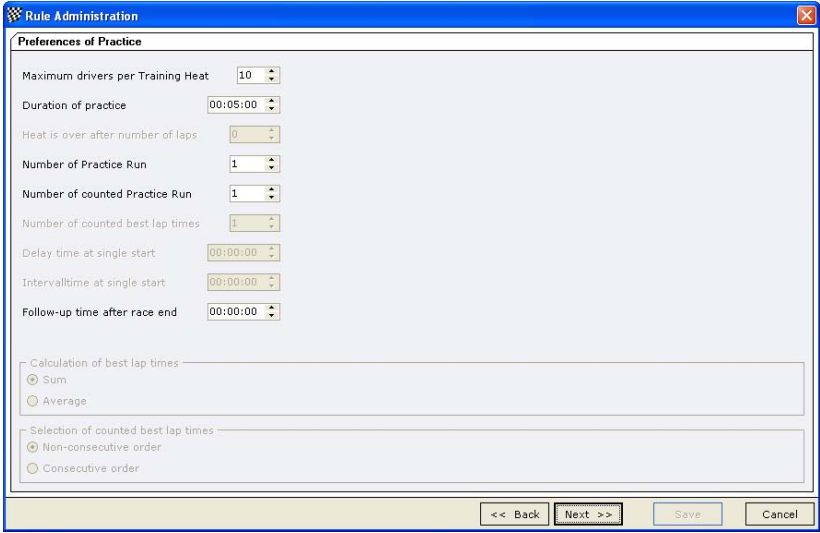 Rule Administration
Preferences of Practice
Maximum drivers per Training Heat 10
Duration of practice 00:05:00
Heat is over after number of laps 0
Number of Practice Run 1
Number of counted Practice Run 1
Number of counted best lap times 1
Delay time at single start 00:00:00
Intervalltime at single start 00:00:00
Follow-up time after race end 00:00:00
Calculation of best lap times
Sum
Average
Selection of counted best lap times
Non-consecutive order
Consecutive order
<< Back Next >> Save Cancel